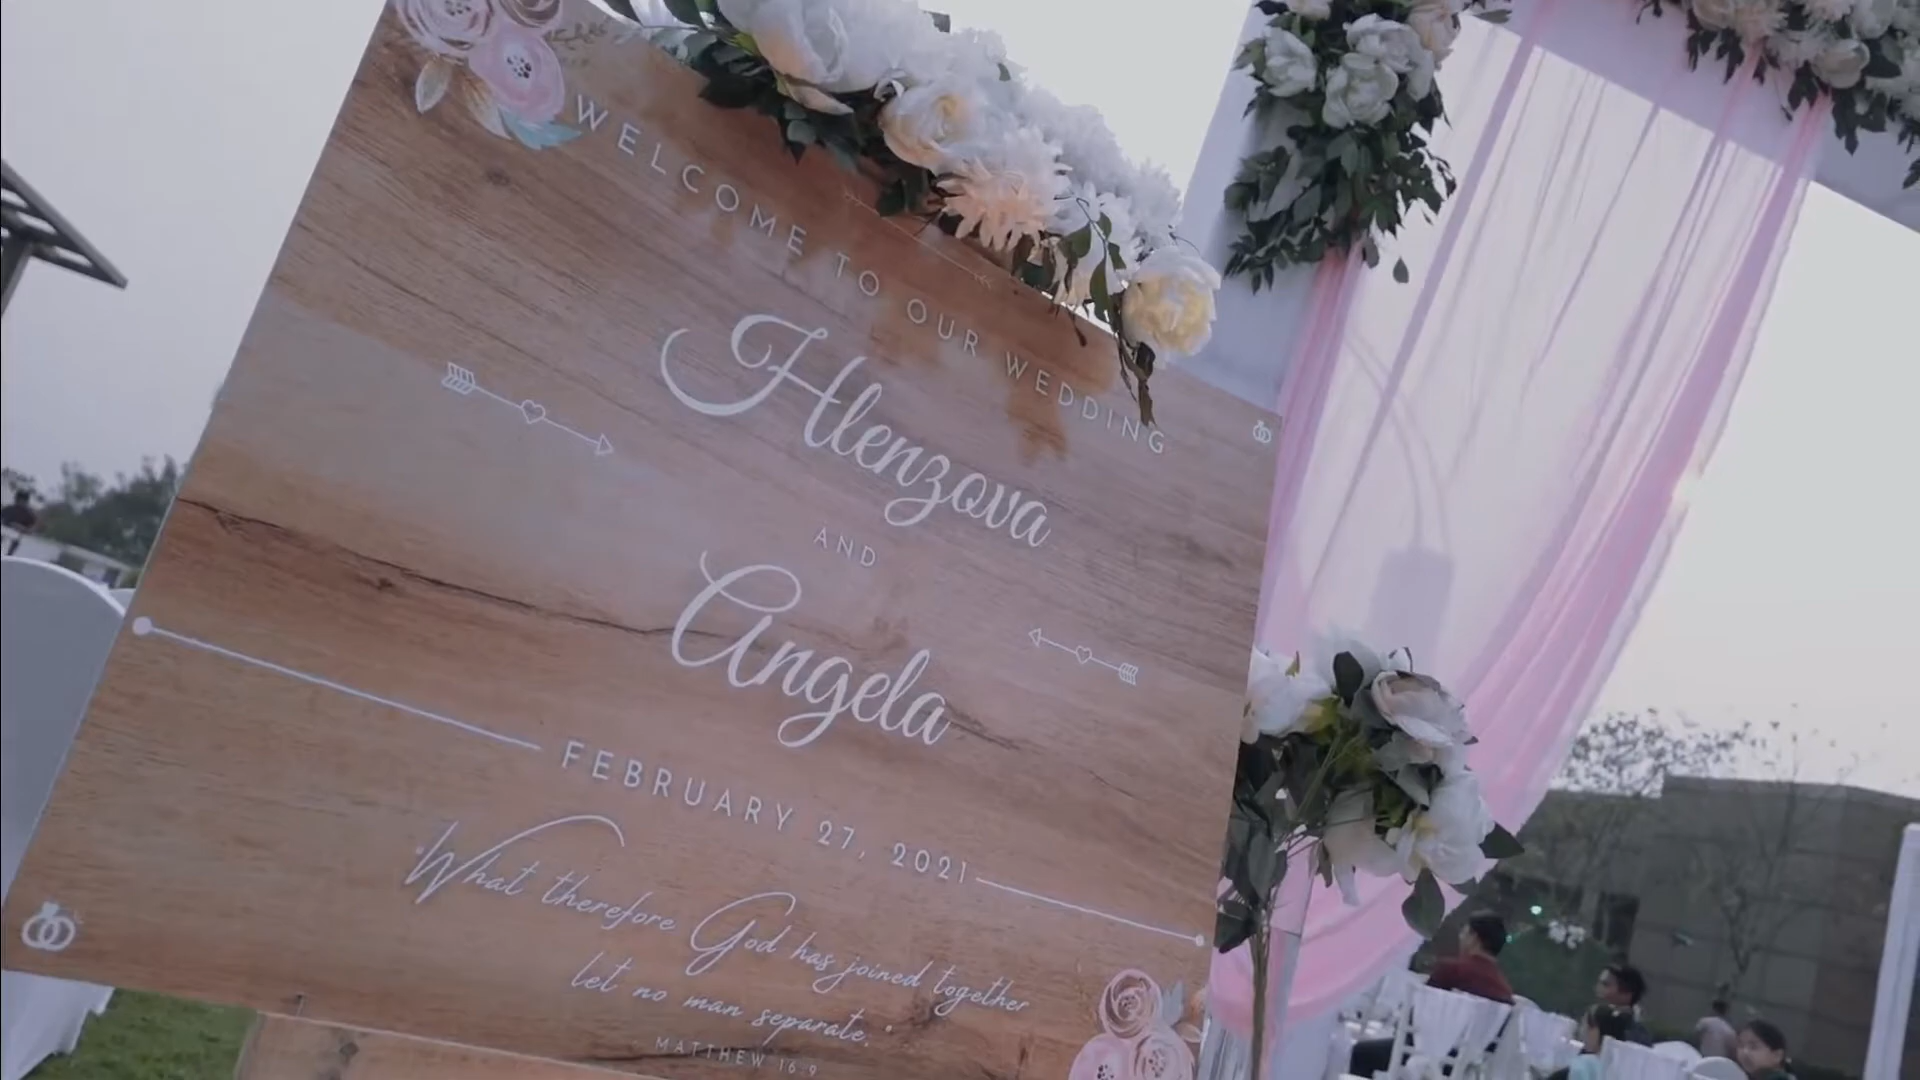 WELCOME TO OUR WEDDING
Hlenzova
AND
Angela
FEBRUARY 27, 2021
"What therefore God has joined together
let no man separate."
MATTHEW 16:9